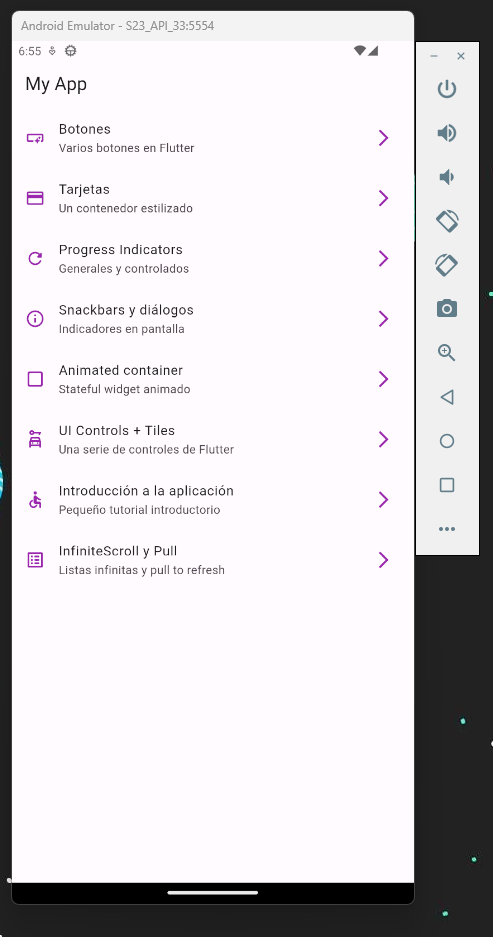 Android Emulator - S23_API_33:5554
6:55
My App
Botones
Varios botones en Flutter
Tarjetas
Un contenedor estilizado
Progress Indicators
Generales y controlados
Snackbars y diálogos
Indicadores en pantalla
Animated container
Stateful widget animado
UI Controls + Tiles
Una serie de controles de Flutter
Introducción a la aplicación
Pequeño tutorial introductorio
InfiniteScroll y Pull
Listas infinitas y pull to refresh